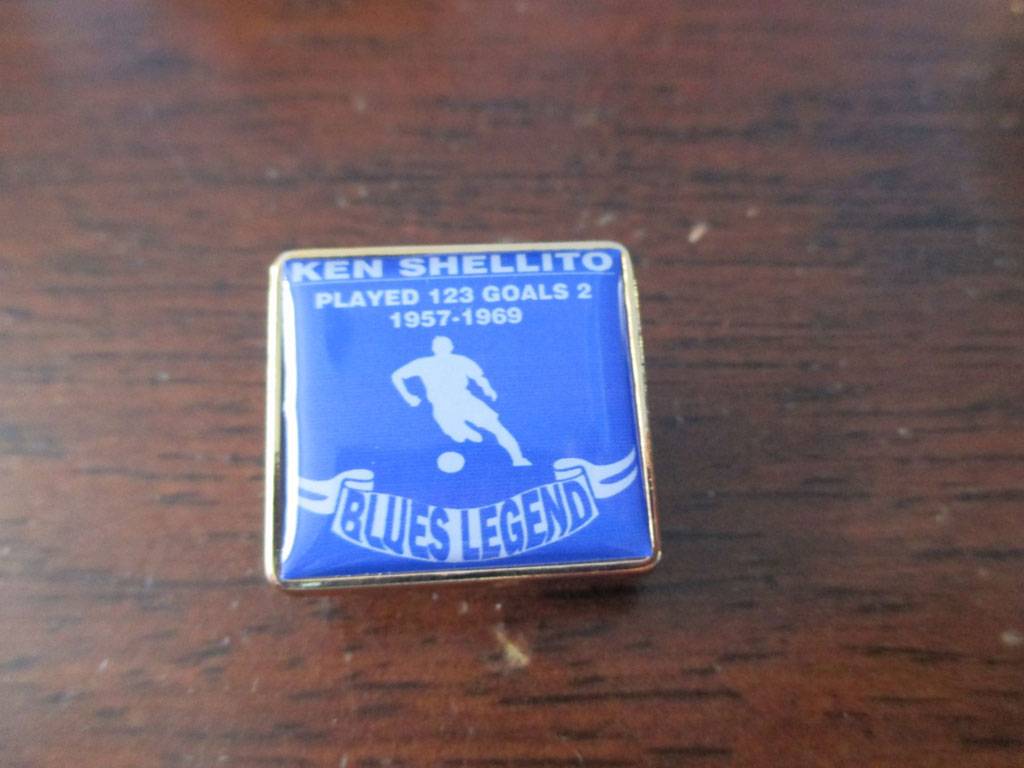 KEN SHELLITO
PLAYED 123 GOALS 2
1957-1969
BLUES LEGEND